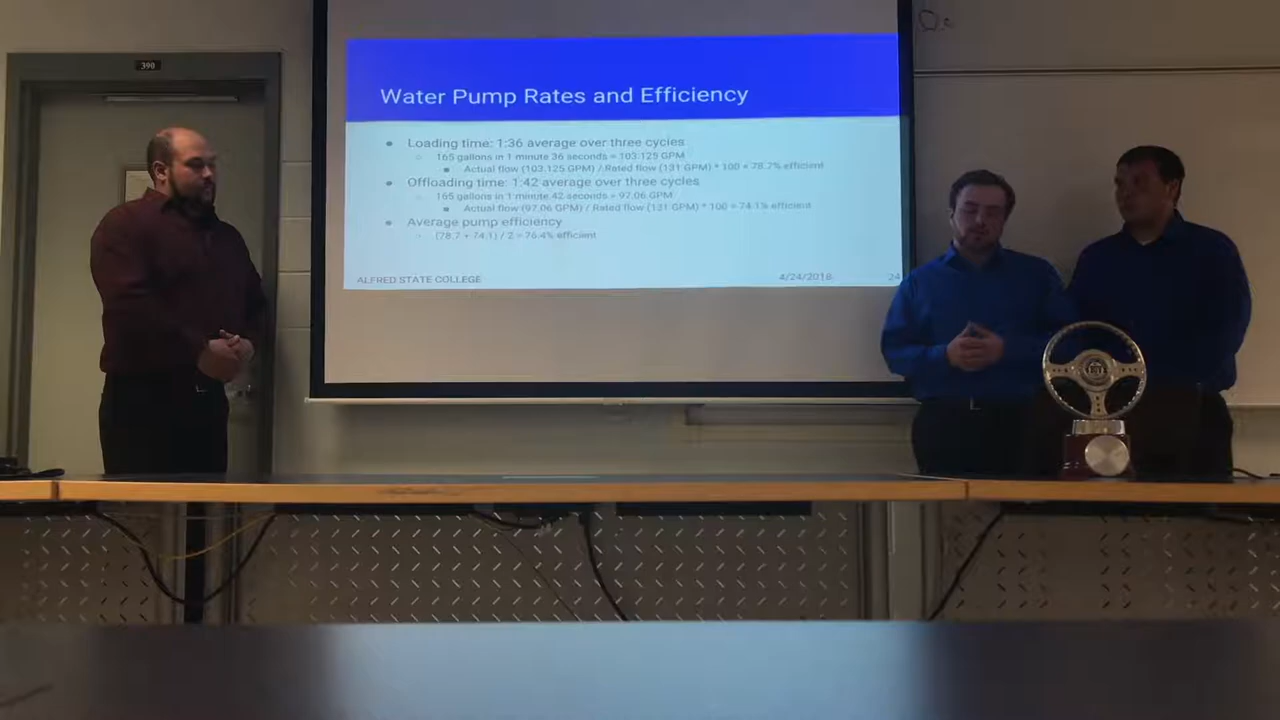 390
Water Pump Rates and Efficiency
Loading time: 1:36 average over three cycles
165 gallons in 1 minute 36 seconds = 103.125 GPM
Actual flow (103.125 GPM) / Rated flow (131 GPM) * 100 = 78.7% efficient
Offloading time: 1:42 average over three cycles
165 gallons in 1 minute 42 seconds = 97.06 GPM
Actual flow (97.06 GPM) / Rated flow (131 GPM) * 100 = 74.1% efficient
Average pump efficiency
(78.7 + 74.1) / 2 = 76.4% efficient
ALFRED STATE COLLEGE 4/24/2018 24